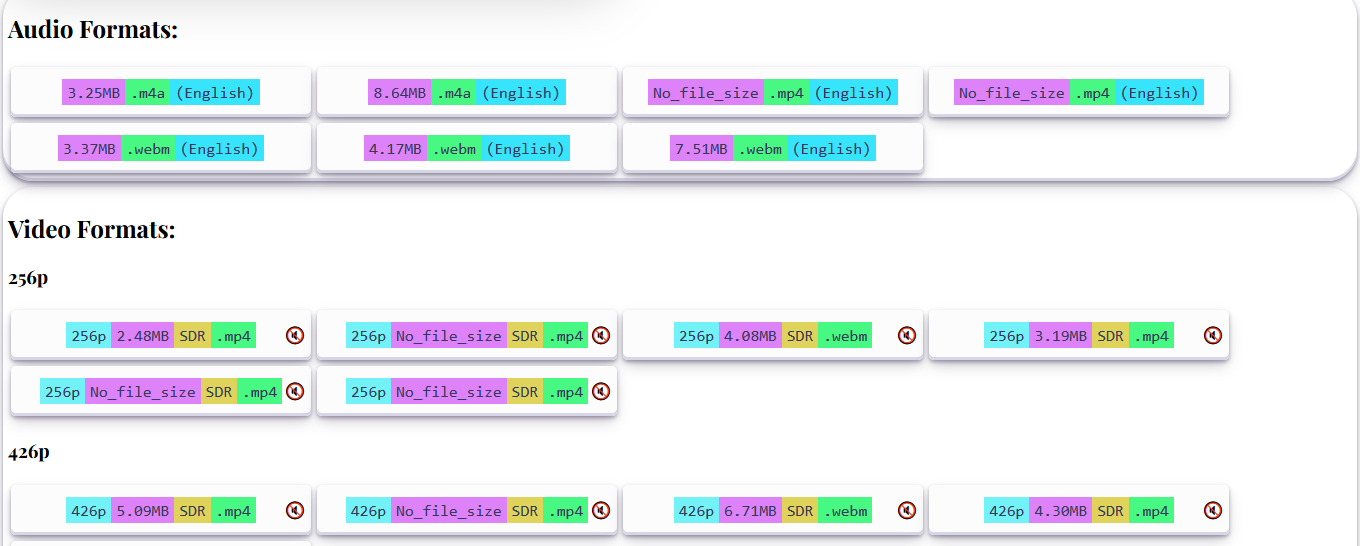 Audio Formats:
3.25MB .m4a (English) 8.64MB .m4a (English) No_file_size .mp4 (English) No_file_size .mp4 (English)
3.37MB .webm (English) 4.17MB .webm (English) 7.51MB .webm (English)
Video Formats:
256p
256p 2.48MB SDR .mp4 256p No_file_size SDR .mp4 256p 4.08MB SDR .webm 256p 3.19MB SDR .mp4
256p No_file_size SDR .mp4 256p No_file_size SDR .mp4
426p
426p 5.09MB SDR .mp4 426p No_file_size SDR .mp4 426p 6.71MB SDR .webm 426p 4.30MB SDR .mp4